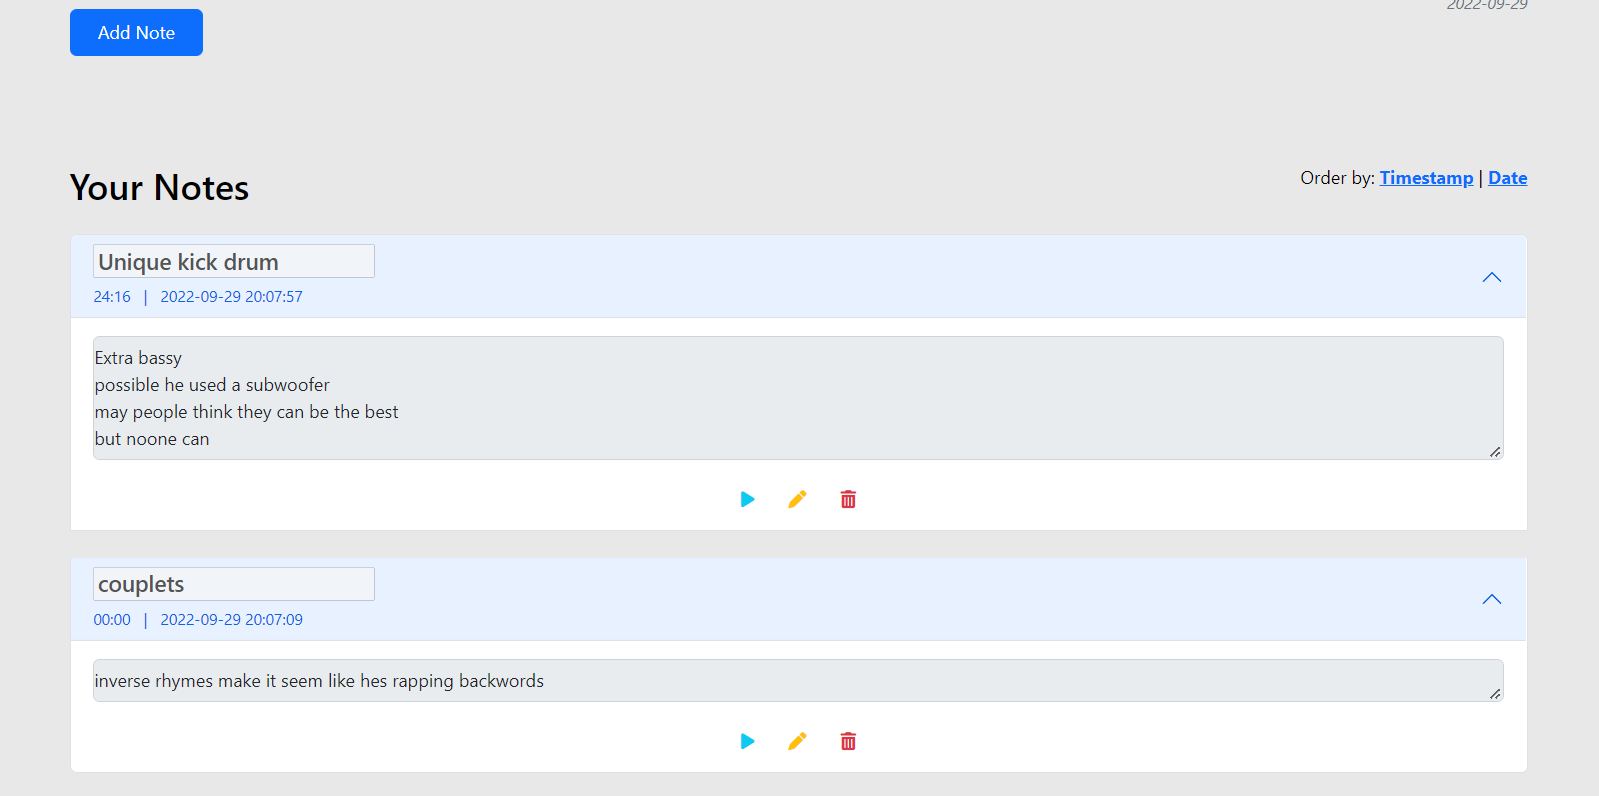 2022-09-29
Add Note
Your Notes
Order by: Timestamp | Date
Unique kick drum
24:16 | 2022-09-29 20:07:57
Extra bassy
possible he used a subwoofer
may people think they can be the best
but noone can
couplets
00:00 | 2022-09-29 20:07:09
inverse rhymes make it seem like hes rapping backwords